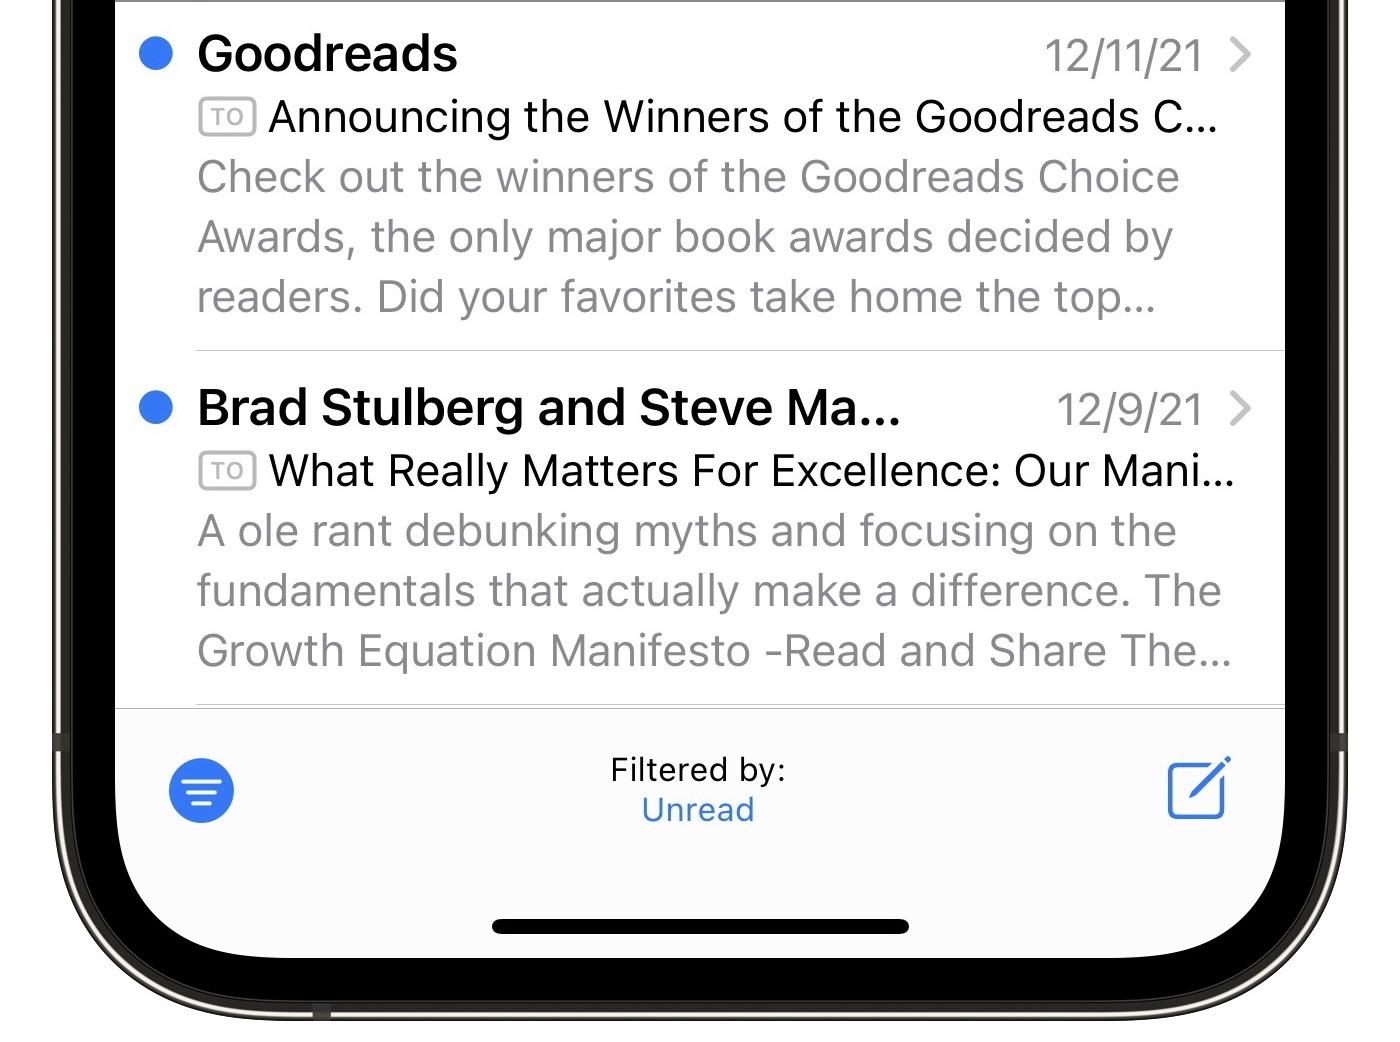 Goodreads 12/11/21
TO Announcing the Winners of the Goodreads C...
Check out the winners of the Goodreads Choice
Awards, the only major book awards decided by
readers. Did your favorites take home the top...
Brad Stulberg and Steve Ma... 12/9/21
TO What Really Matters For Excellence: Our Mani...
A ole rant debunking myths and focusing on the
fundamentals that actually make a difference. The
Growth Equation Manifesto -Read and Share The...
Filtered by:
Unread